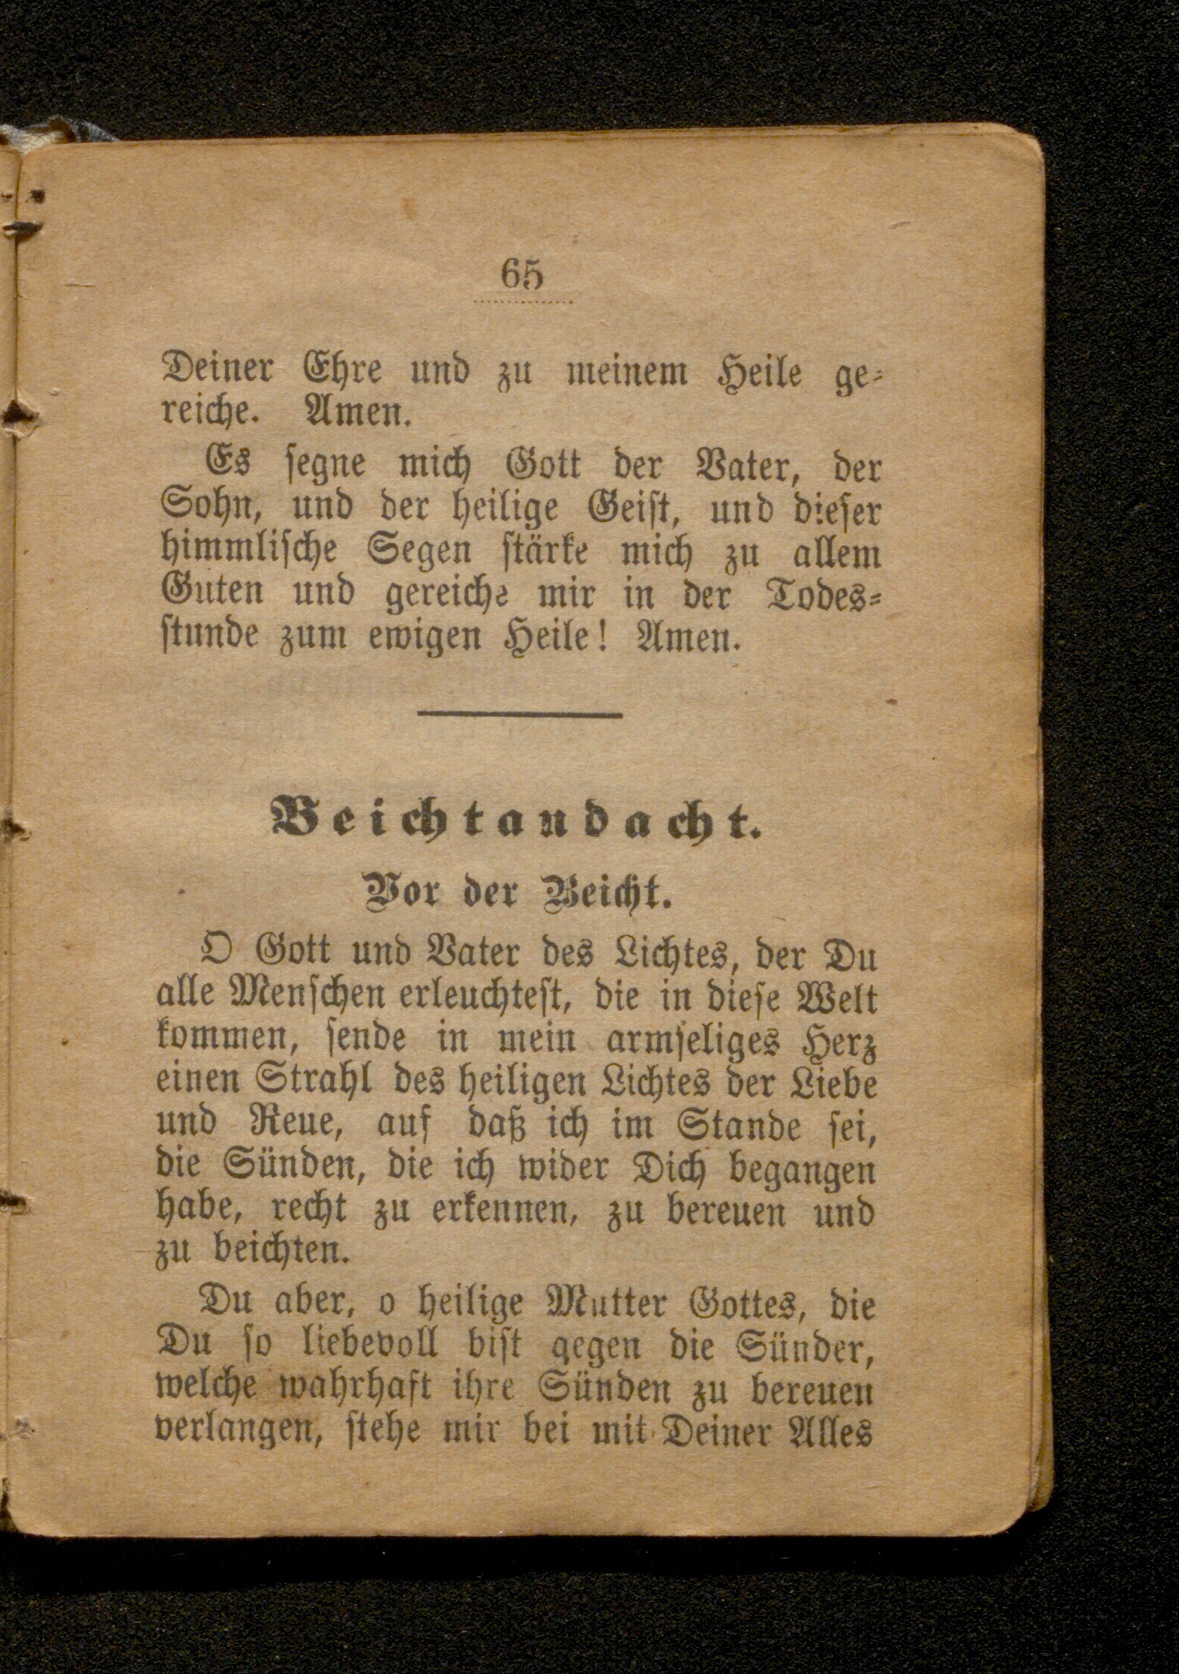 65
Deiner Ehre und zu meinem Heile ge-
reiche. Amen.
Es segne mich Gott der Vater, der
Sohn, und der heilige Geist, und dieser
himmlische Segen stärke mich zu allem
Guten und gereiche mir in der Todes-
stunde zum ewigen Heile! Amen.
Beichtandacht.
Vor der Beicht.
O Gott und Vater des Lichtes, der Du
alle Menschen erleuchtest, die in diese Welt
kommen, sende in mein armseliges Herz
einen Strahl des heiligen Lichtes der Liebe
und Reue, auf daß ich im Stande sei,
die Sünden, die ich wider Dich begangen
habe, recht zu erkennen, zu bereuen und
zu beichten.
Du aber, o heilige Mutter Gottes, die
Du so liebevoll bist gegen die Sünder,
welche wahrhaft ihre Sünden zu bereuen
verlangen, stehe mir bei mit Deiner Alles